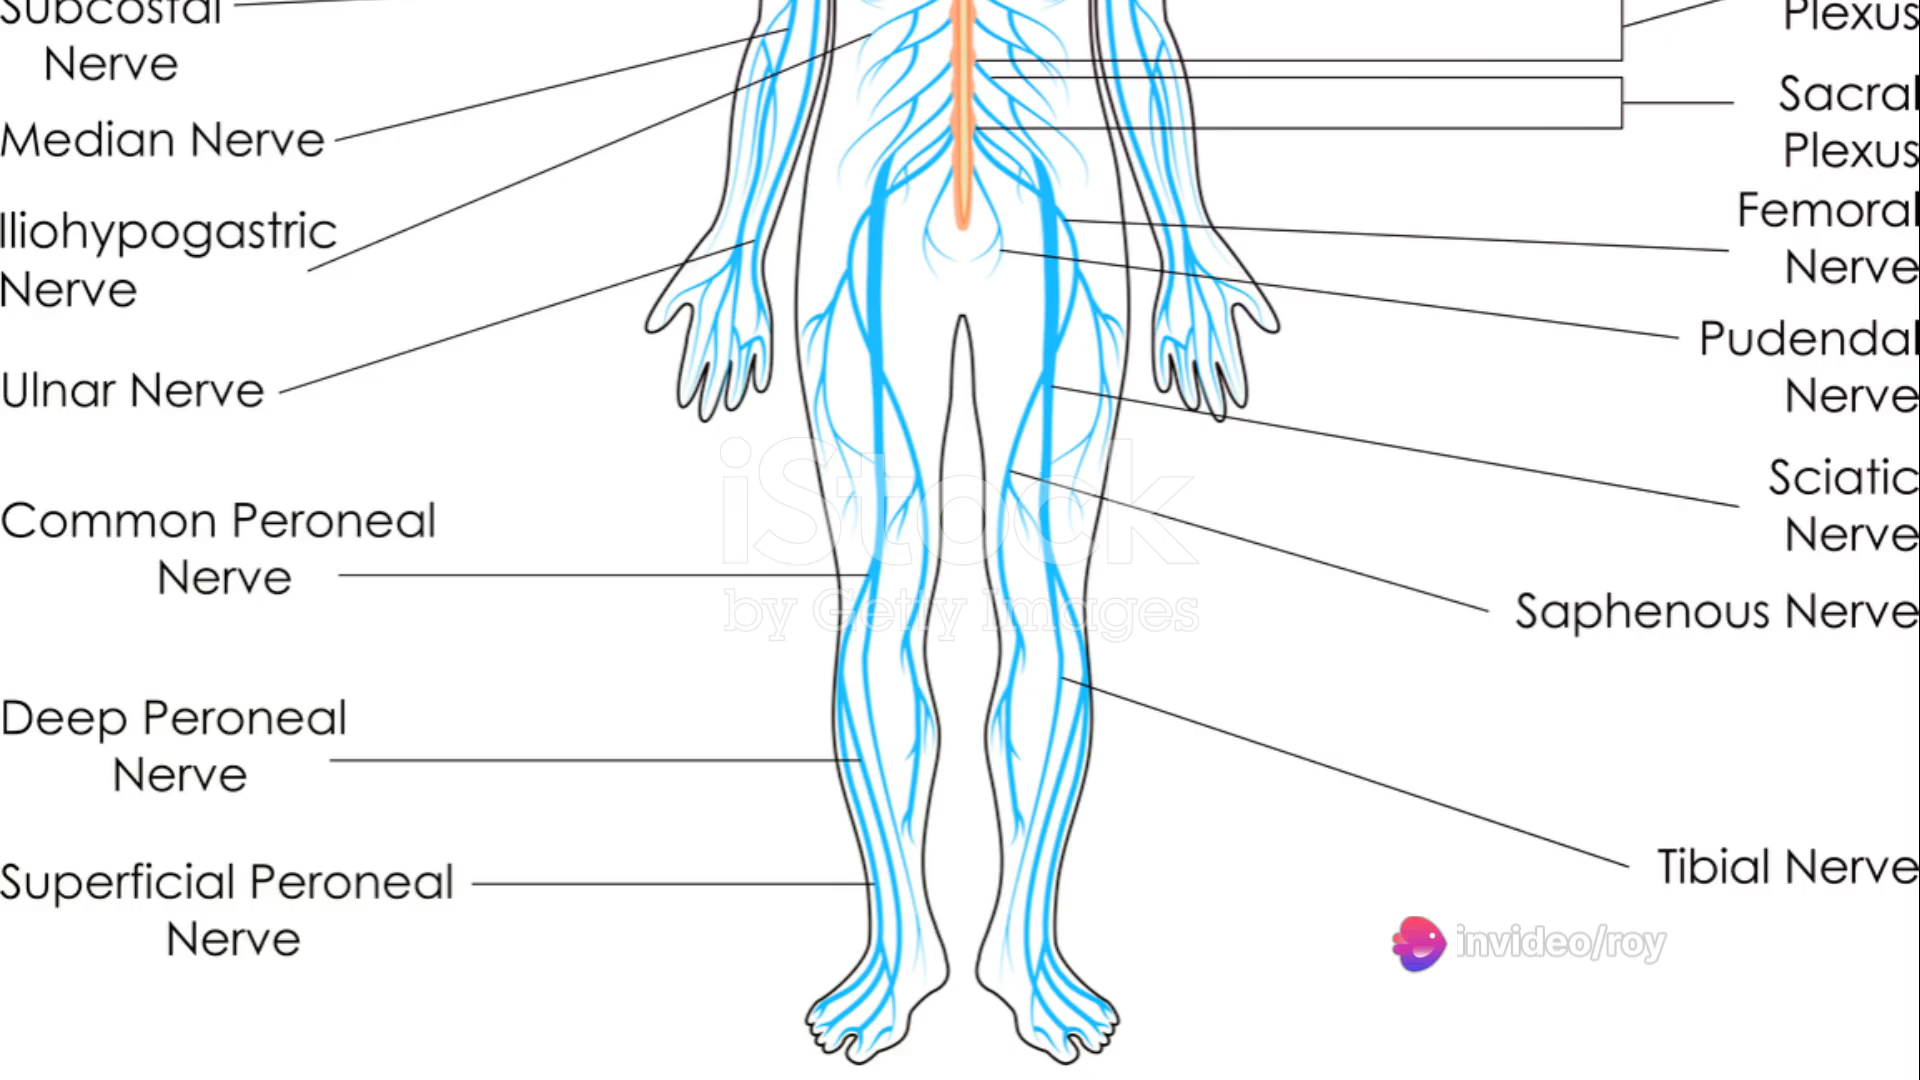 Subcostal
Nerve
Median Nerve
Iliohypogastric
Nerve
Ulnar Nerve
Common Peroneal
Nerve
Deep Peroneal
Nerve
Superficial Peroneal
Nerve
Plexus
Sacral
Plexus
Femoral
Nerve
Pudendal
Nerve
Sciatic
Nerve
Saphenous Nerve
Tibial Nerve
iStock
by Getty Images
invideo/roy